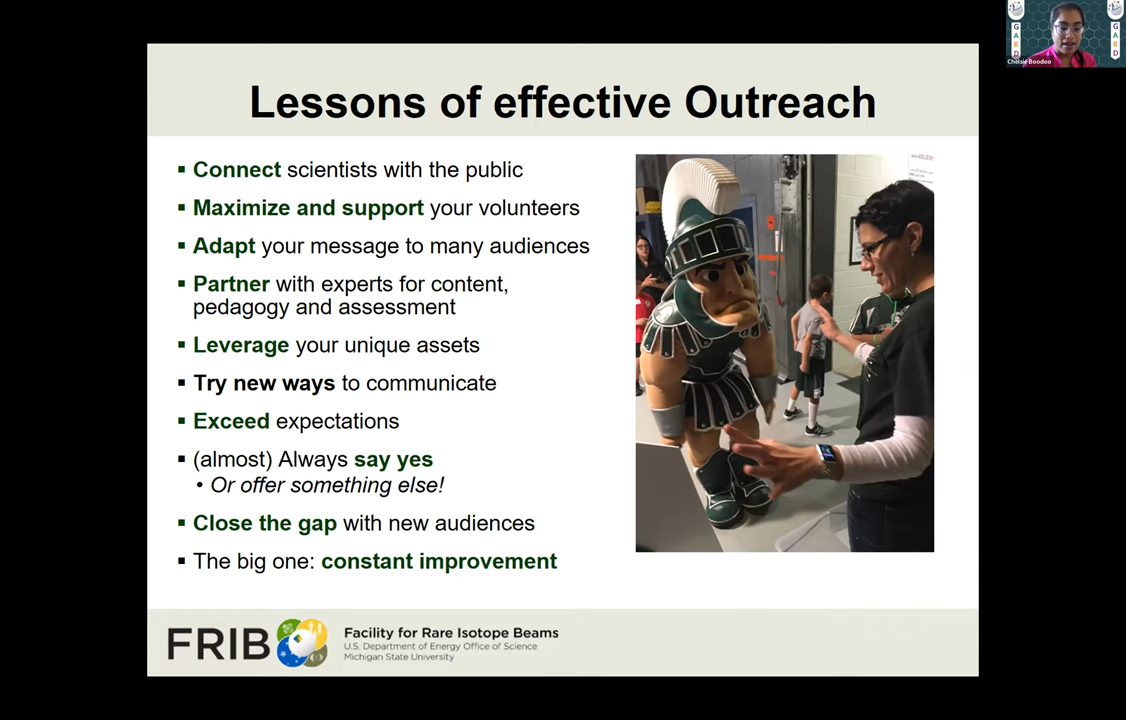 Lessons of effective Outreach
▪ Connect scientists with the public
▪ Maximize and support your volunteers
▪ Adapt your message to many audiences
▪ Partner with experts for content,
pedagogy and assessment
▪ Leverage your unique assets
▪ Try new ways to communicate
▪ Exceed expectations
▪ (almost) Always say yes
• Or offer something else!
▪ Close the gap with new audiences
▪ The big one: constant improvement
FRIB
Facility for Rare Isotope Beams
U.S. Department of Energy Office of Science
Michigan State University
GARD
GARD
Chelsie Boodoo